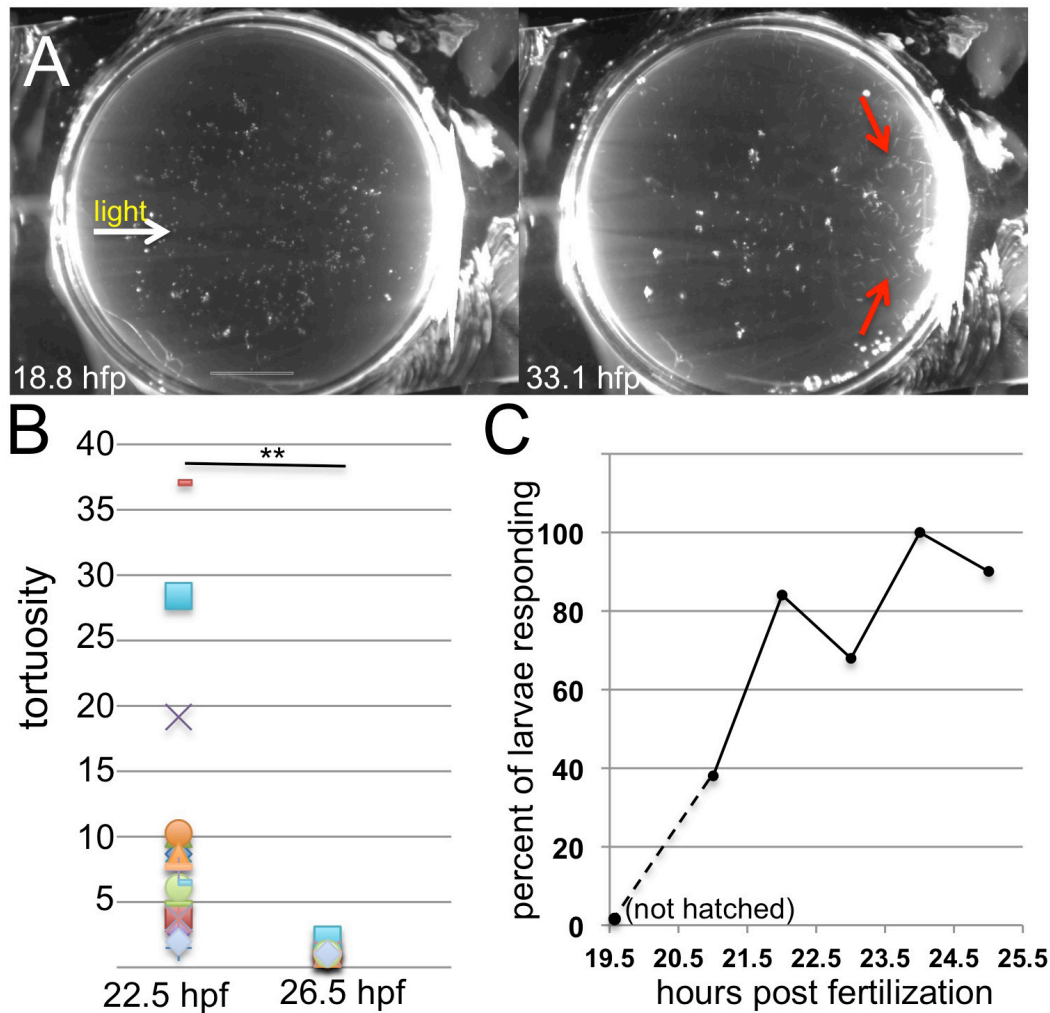 A
light
18.8 hfp
33.1 hfp
B
tortuosity
40
35
30
25
20
15
10
5
**
22.5 hpf
26.5 hpf
C
percent of larvae responding
100
80
60
40
20
0
(not hatched)
19.5 20.5 21.5 22.5 23.5 24.5 25.5
hours post fertilization